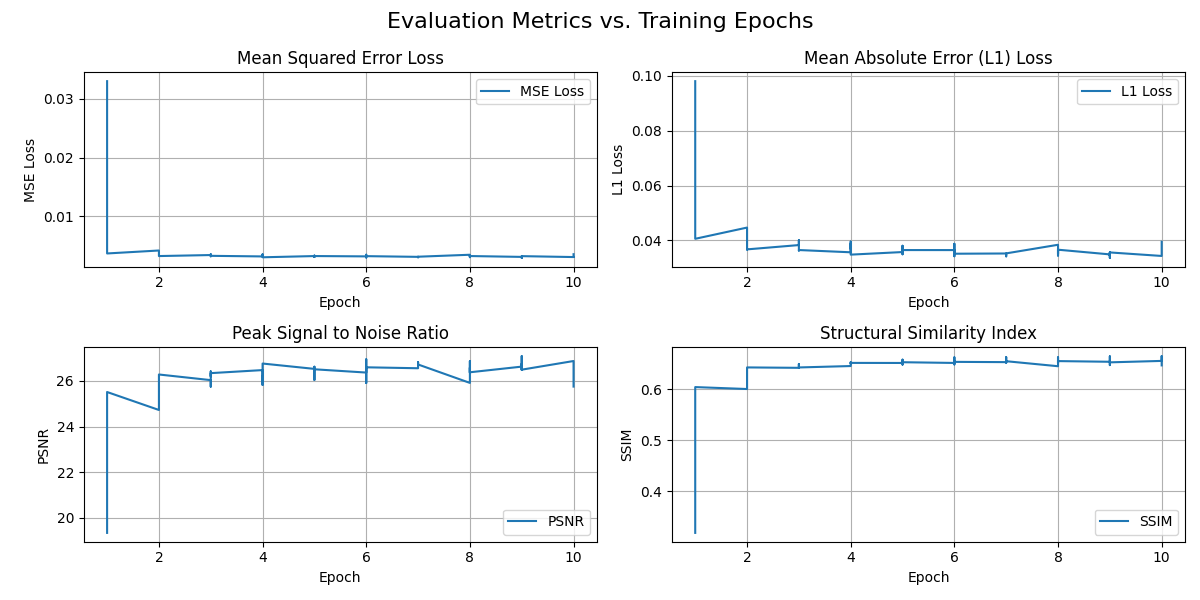 Evaluation Metrics vs. Training Epochs
Mean Squared Error Loss
MSE Loss
0.03
0.02
0.01
MSE Loss
2
4
6
8
10
Epoch
Mean Absolute Error (L1) Loss
L1 Loss
0.10
0.08
0.06
0.04
L1 Loss
2
4
6
8
10
Epoch
Peak Signal to Noise Ratio
PSNR
26
24
22
20
PSNR
2
4
6
8
10
Epoch
Structural Similarity Index
SSIM
0.6
0.5
0.4
SSIM
2
4
6
8
10
Epoch